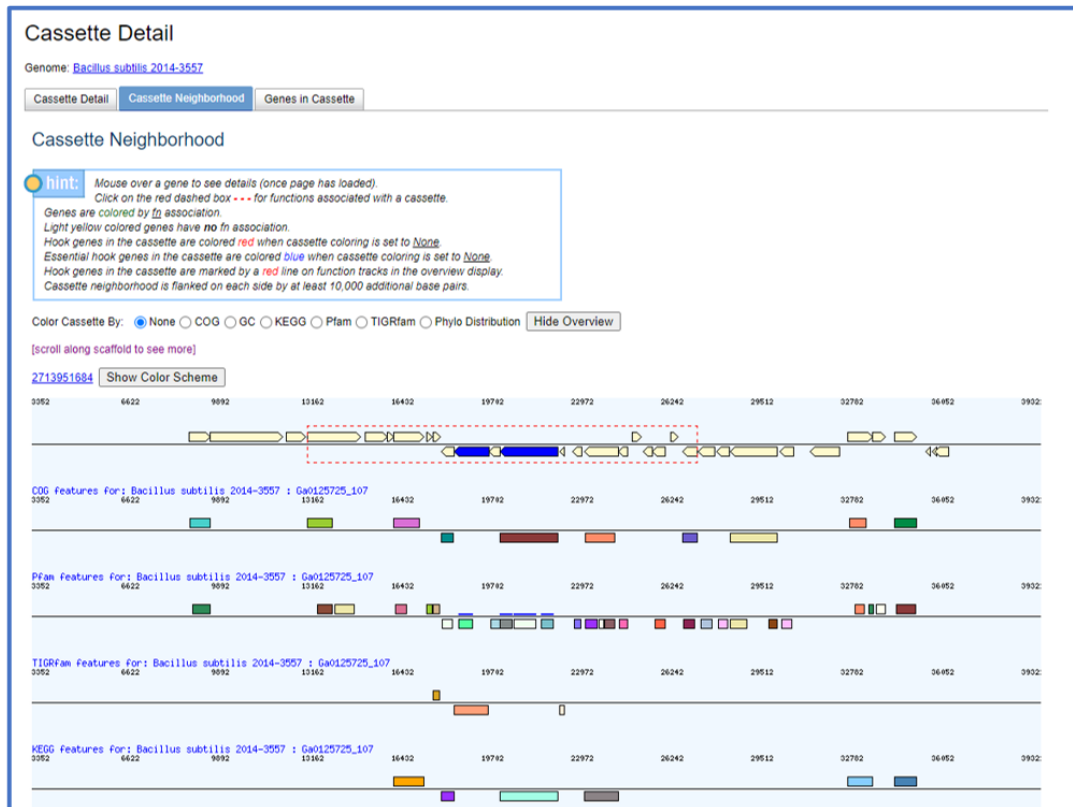 Cassette Detail
Genome: Bacillus subtilis 2014-3557
Cassette Detail Cassette Neighborhood Genes in Cassette
Cassette Neighborhood
hint: Mouse over a gene to see details (once page has loaded).
Click on the red dashed box - - - for functions associated with a cassette.
Genes are colored by fn association.
Light yellow colored genes have no fn association.
Hook genes in the cassette are colored red when cassette coloring is set to None.
Essential hook genes in the cassette are colored blue when cassette coloring is set to None.
Hook genes in the cassette are marked by a red line on function tracks in the overview display.
Cassette neighborhood is flanked on each side by at least 10,000 additional base pairs.
Color Cassette By: None COG GC KEGG Pfam TIGRfam Phylo Distribution Hide Overview
[scroll along scaffold to see more]
2713951684 Show Color Scheme
3352 6622 9892 13162 16432 19702 22972 26242 29512 32782 36052
COG features for: Bacillus subtilis 2014-3557 : Ga0125725_107
3352 6622 9892 13162 16432 19702 22972 26242 29512 32782 36052
Pfam features for: Bacillus subtilis 2014-3557 : Ga0125725_107
3352 6622 9892 13162 16432 19702 22972 26242 29512 32782 36052
TIGRfam features for: Bacillus subtilis 2014-3557 : Ga0125725_107
3352 6622 9892 13162 16432 19702 22972 26242 29512 32782 36052
KEGG features for: Bacillus subtilis 2014-3557 : Ga0125725_107
3352 6622 9892 13162 16432 19702 22972 26242 29512 32782 36052